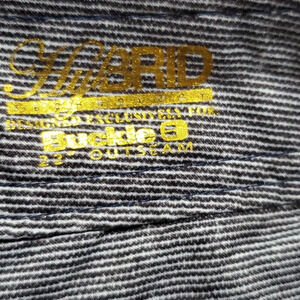 HyBRID
DESIGNED EXCLUSIVELY FOR
Buckle B
22" OUTSEAM